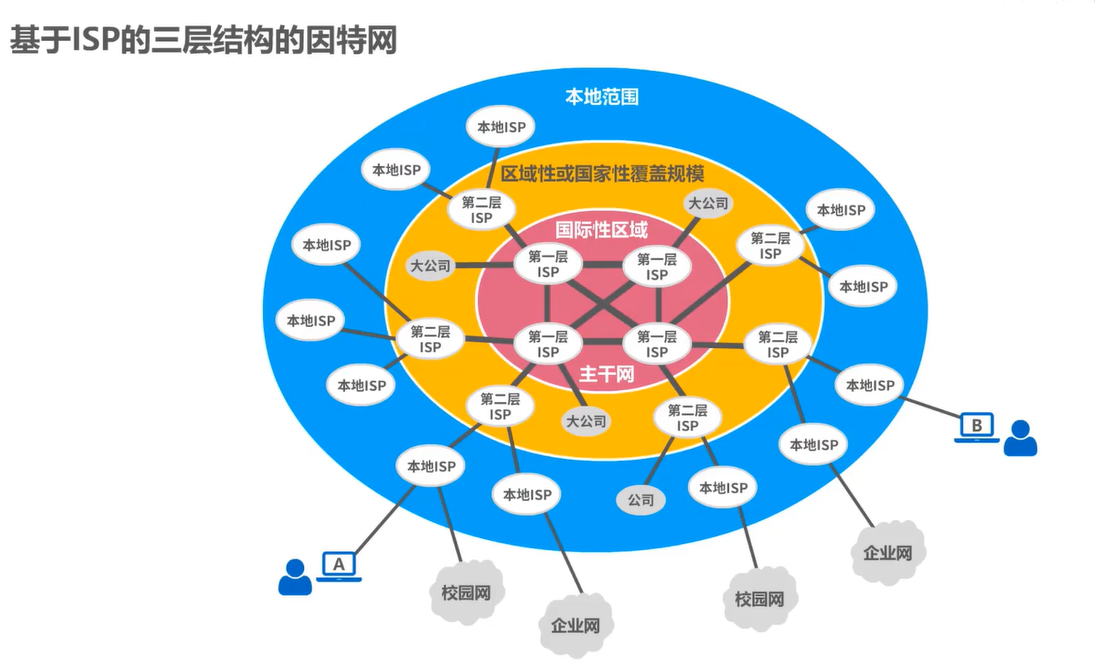 基于ISP的三层结构的因特网
本地范围
本地ISP
本地ISP
区域性或国家性覆盖规模
第二层
ISP
大公司
本地ISP
国际性区域
本地ISP
第二层
ISP
大公司
第一层
ISP
第一层
ISP
本地ISP
本地ISP
第二层
ISP
第一层
ISP
第一层
ISP
第二层
ISP
主干网
本地ISP
本地ISP
第二层
ISP
大公司
第二层
ISP
B
本地ISP
本地ISP
本地ISP
公司
本地ISP
A
企业网
校园网
校园网
企业网